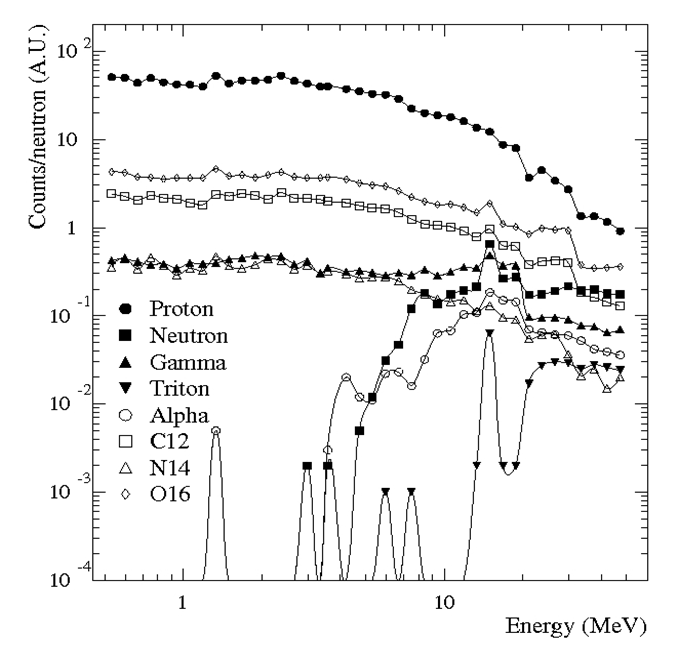 Counts/neutron (A.U.)
10 2
10
1
10 -1
10 -2
10 -3
10 -4
Proton
Neutron
Gamma
Triton
Alpha
C12
N14
O16
1
10
Energy (MeV)